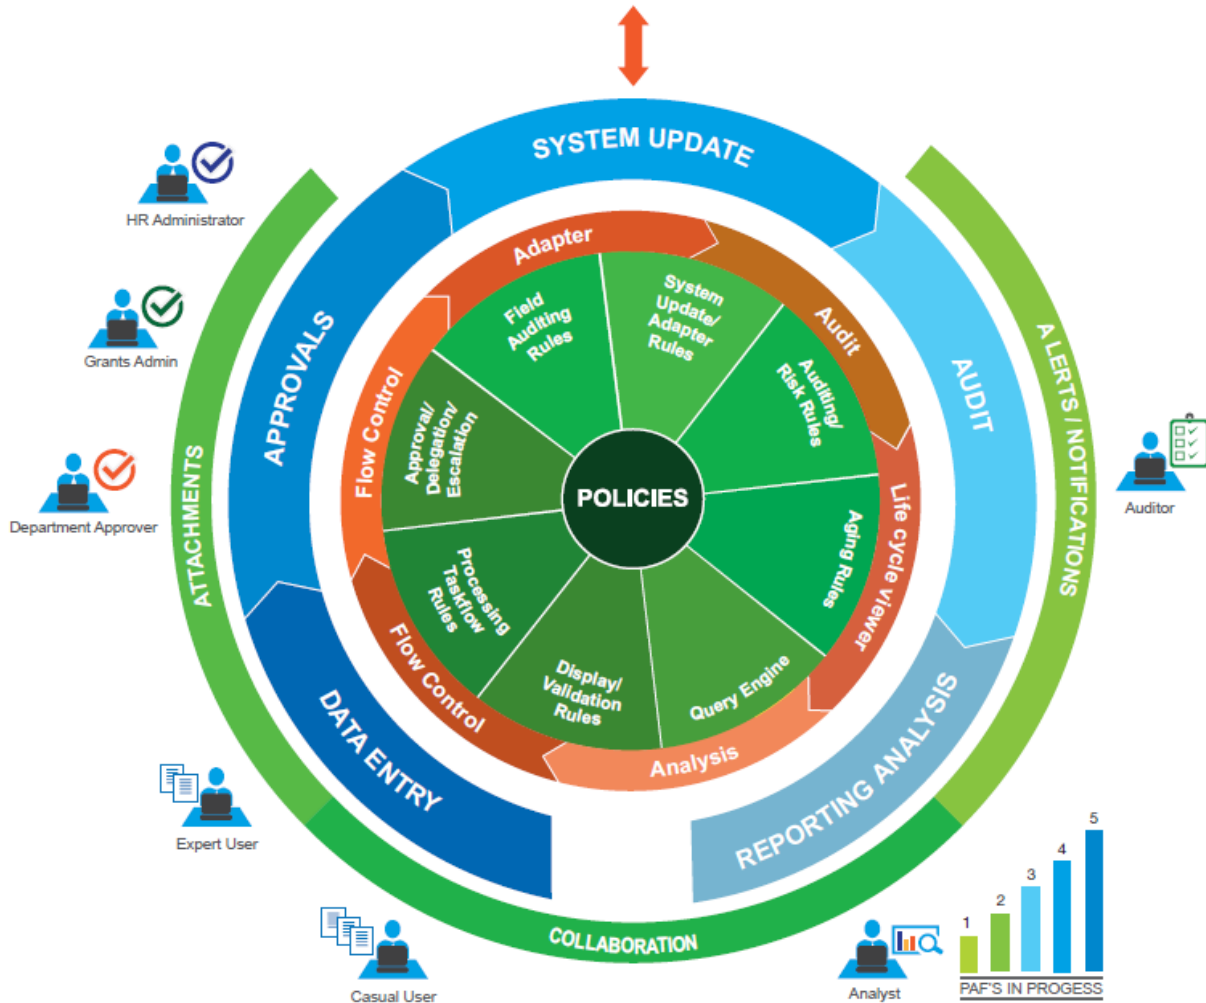 SYSTEM UPDATE
HR Administrator
Adapter
System
Update/
Adapter
Rules
Field
Auditing
Rules
Grants Admin
APPROVALS
Flow Control
Audit
Auditing/
Risk Rules
AUDIT
A LERTS / NOTIFICATIONS
Approval/
Delegation/
Escalation
POLICIES
Department Approver
ATTACHMENTS
Auditor
Life cycle viewer
Aging Rules
Processing
Taskflow
Rules
Flow Control
Display/
Validation
Rules
Query Engine
Analysis
DATA ENTRY
REPORTING ANALYSIS
Expert User
COLLABORATION
Casual User
Analyst
1
2
3
4
5
PAF'S IN PROGESS